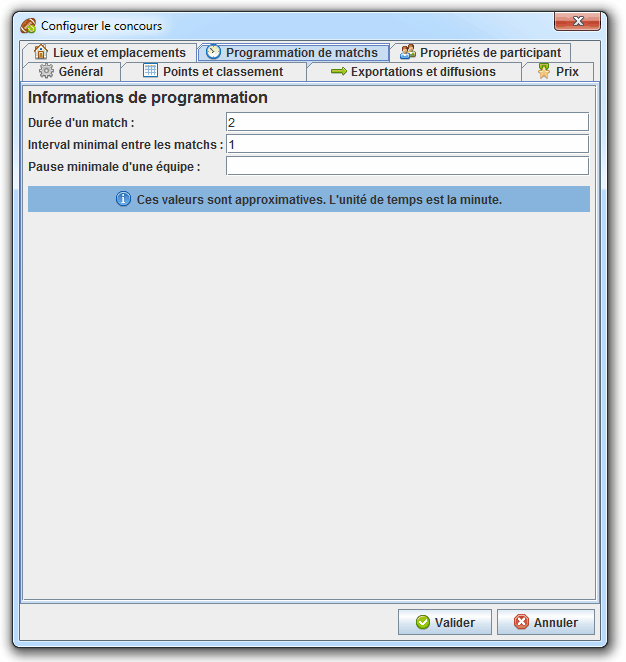 Configurer le concours
Lieux et emplacements Programmation de matchs Propriétés de participant
Général Points et classement Exportations et diffusions Prix
Informations de programmation
Durée d'un match : 2
Interval minimal entre les matchs : 1
Pause minimale d'une équipe :
Ces valeurs sont approximatives. L'unité de temps est la minute.
Valider Annuler